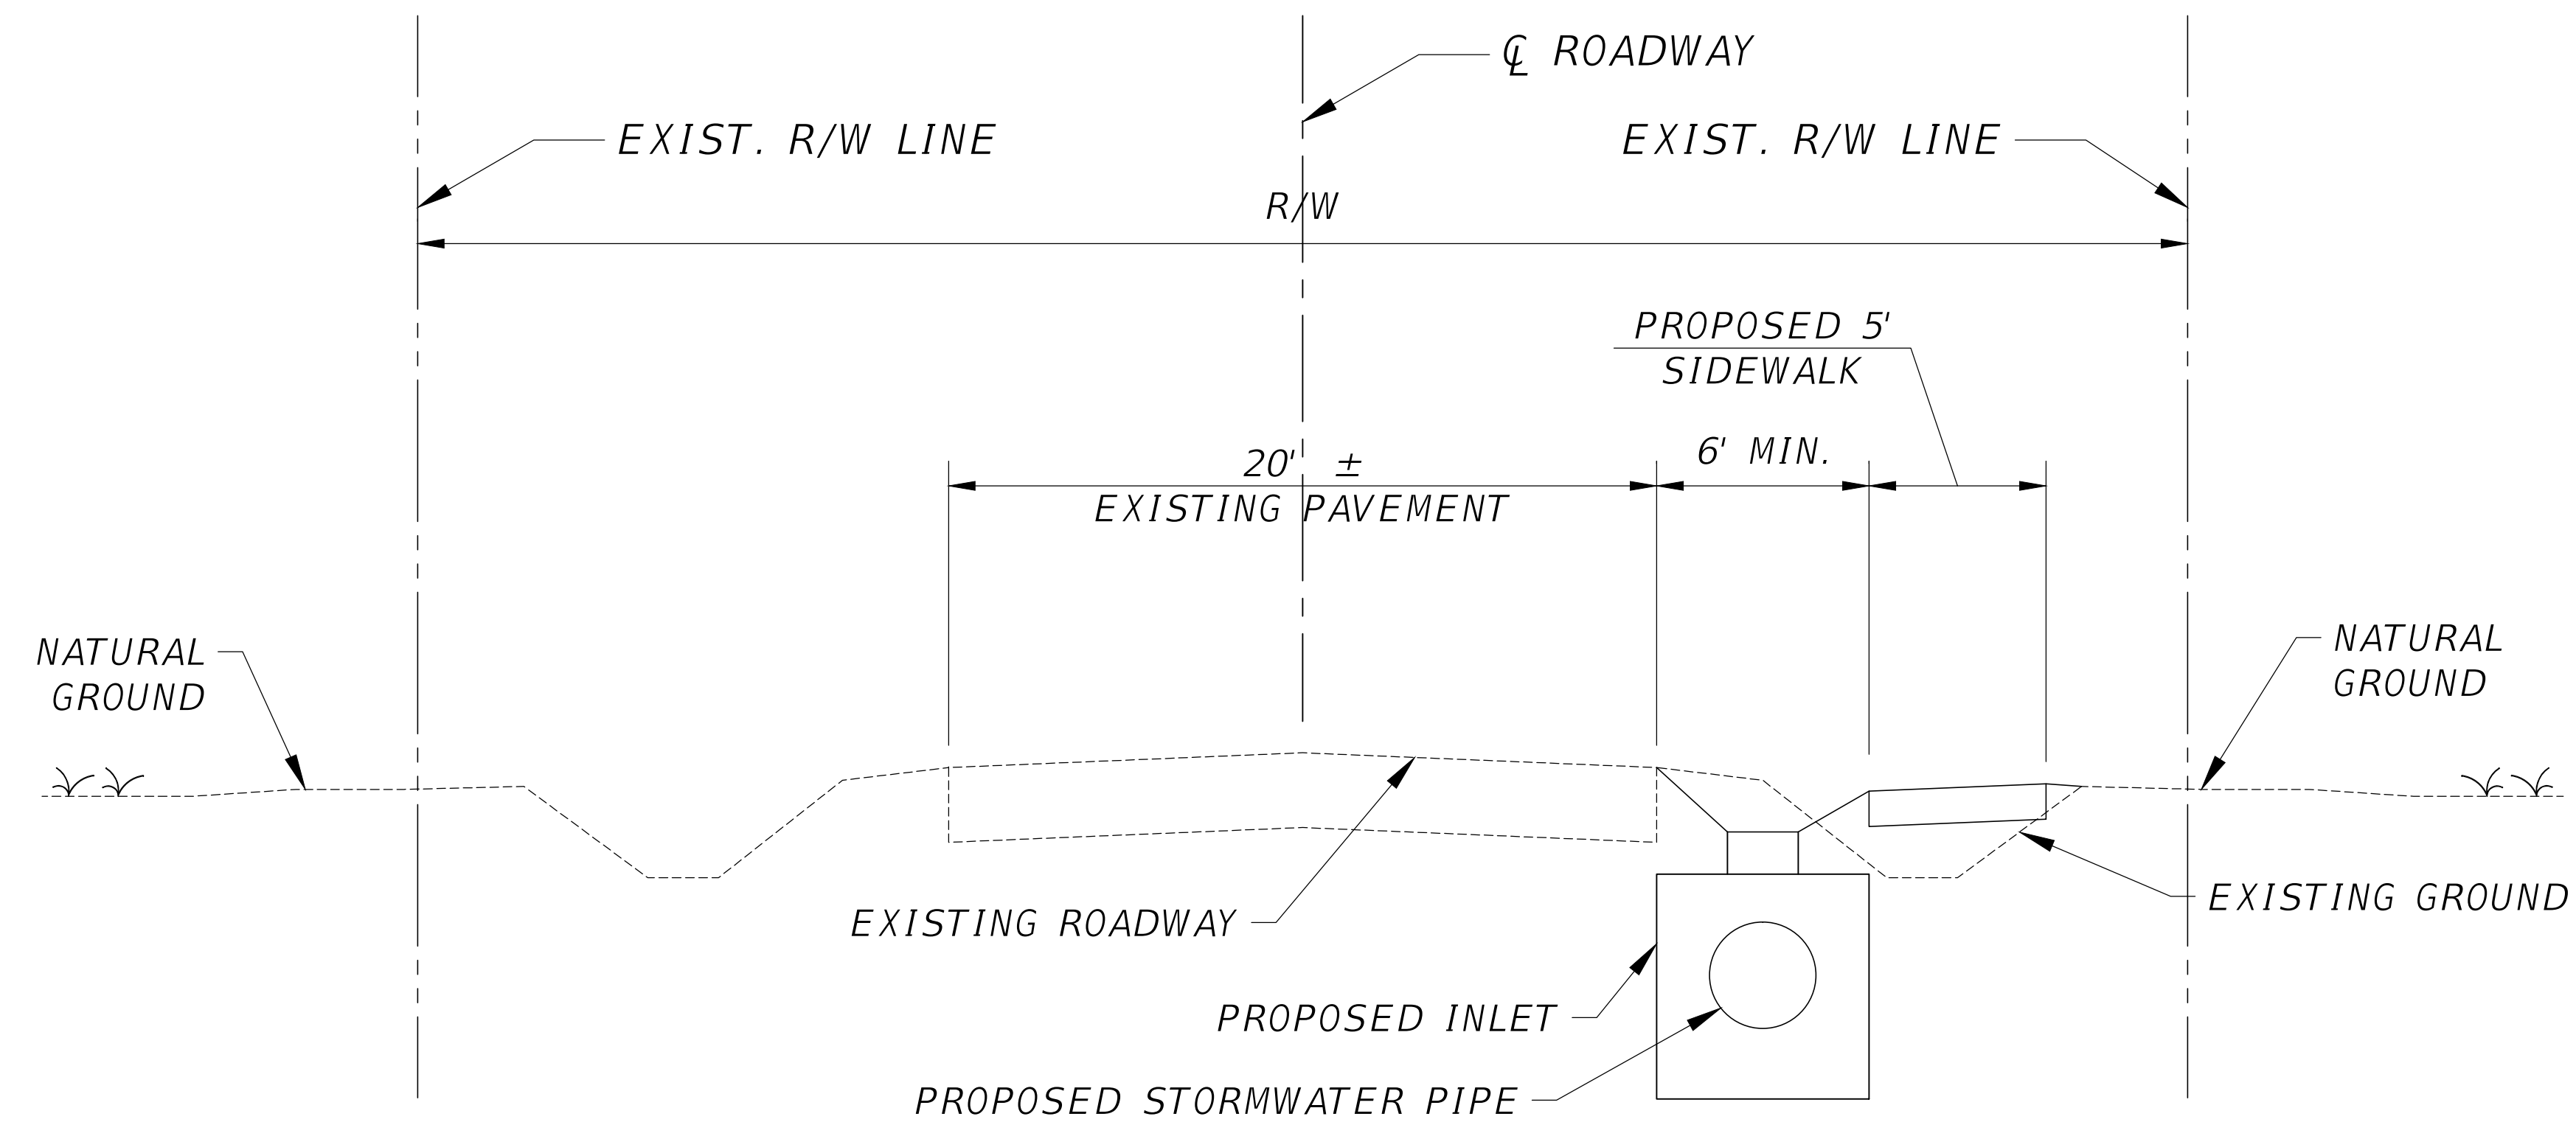 ℄ ROADWAY
EXIST. R/W LINE
EXIST. R/W LINE
R/W
PROPOSED 5'
SIDEWALK
6' MIN.
20' ±
EXISTING PAVEMENT
NATURAL
GROUND
NATURAL
GROUND
EXISTING GROUND
EXISTING ROADWAY
PROPOSED INLET
PROPOSED STORMWATER PIPE